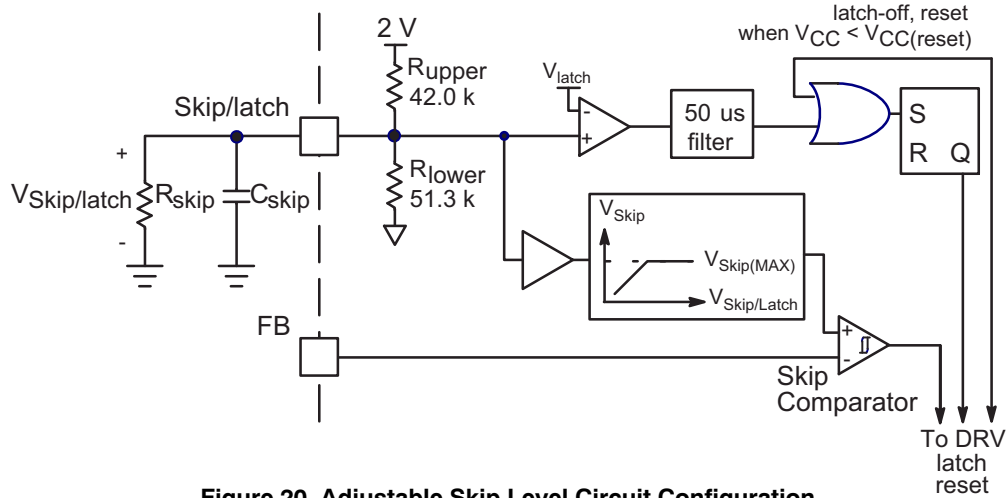 latch-off, reset
when VCC < VCC(reset)
2 V
Rupper
42.0 k
Vlatch
Skip/latch
-
+
50 us
filter
S
R Q
+
VSkip/latch
-
Rskip
Cskip
Rlower
51.3 k
VSkip
VSkip(MAX)
VSkip/Latch
FB
+
-
Skip
Comparator
To DRV
latch
reset
Figure 20. Adjustable Skip Level Circuit Configuration